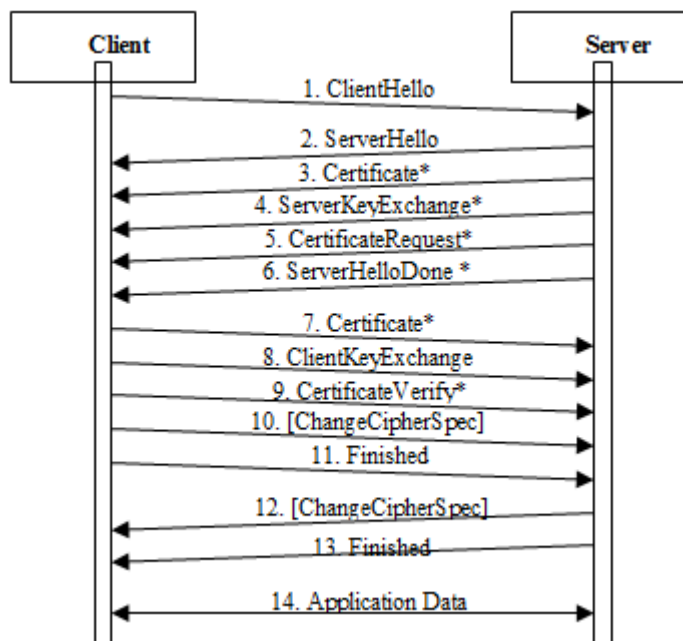 Client
Server
1. ClientHello
2. ServerHello
3. Certificate*
4. ServerKeyExchange*
5. CertificateRequest*
6. ServerHelloDone *
7. Certificate*
8. ClientKeyExchange
9. CertificateVerify*
10. [ChangeCipherSpec]
11. Finished
12. [ChangeCipherSpec]
13. Finished
14. Application Data